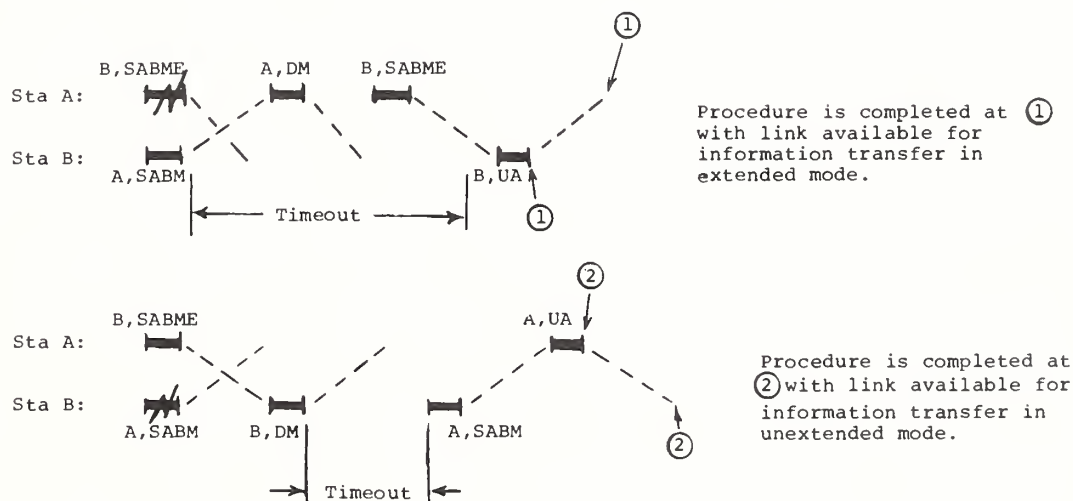 ①
B,SABME A,DM B,SABME
Sta A:
Procedure is completed at ①
with link available for
information transfer in
extended mode.
Sta B:
A,SABM B,UA
①
Timeout
②
B,SABME A,UA
Sta A:
Procedure is completed at
② with link available for
information transfer in
unextended mode.
Sta B:
A,SABM B,DM A,SABM
②
Timeout